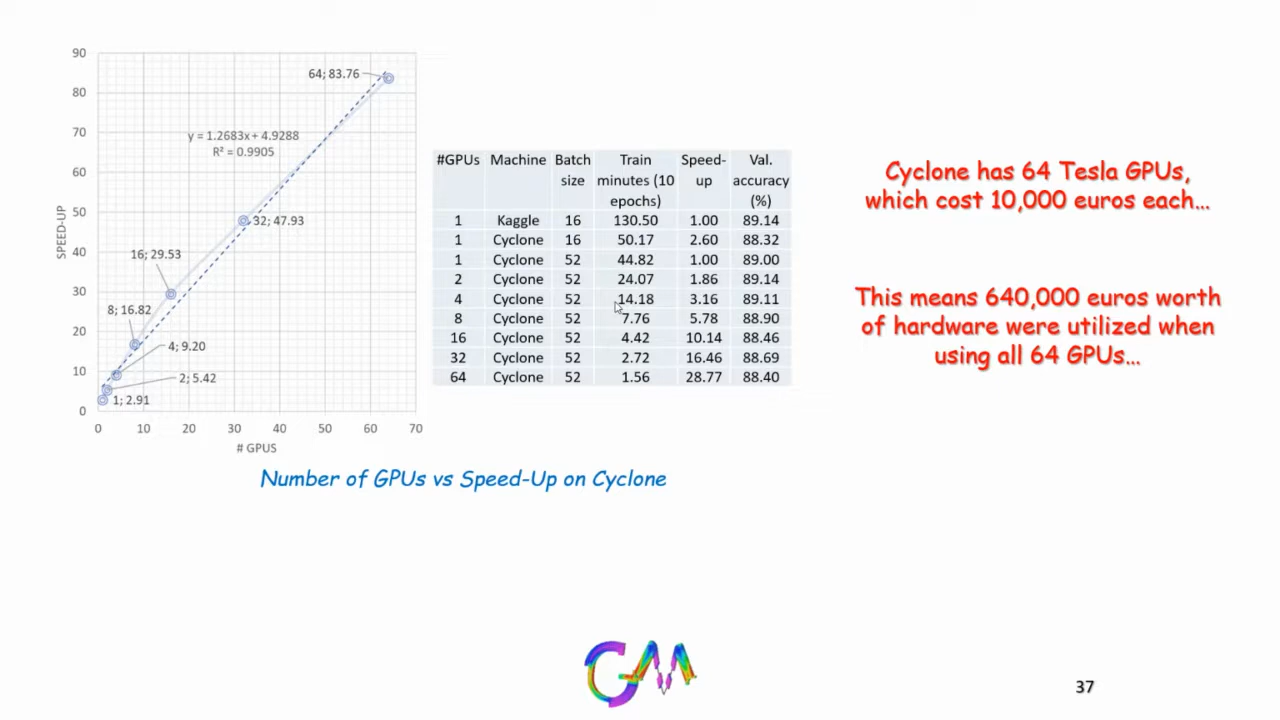 90
80
70
60
50
40
30
20
10
0
SPEED-UP
64; 83.76
y = 1.2683x + 4.9288
R² = 0.9905
32; 47.93
16; 29.53
8; 16.82
4; 9.20
2; 5.42
1; 2.91
0 10 20 30 40 50 60 70
# GPUS
#GPUs Machine Batch size Train minutes (10 epochs) Speed-up Val. accuracy (%)
1 Kaggle 16 130.50 1.00 89.14
1 Cyclone 16 50.17 2.60 88.32
1 Cyclone 52 44.82 1.00 89.00
2 Cyclone 52 24.07 1.86 89.14
4 Cyclone 52 14.18 3.16 89.11
8 Cyclone 52 7.76 5.78 88.90
16 Cyclone 52 4.42 10.14 88.46
32 Cyclone 52 2.72 16.46 88.69
64 Cyclone 52 1.56 28.77 88.40
Number of GPUs vs Speed-Up on Cyclone
Cyclone has 64 Tesla GPUs,
which cost 10,000 euros each...
This means 640,000 euros worth
of hardware were utilized when
using all 64 GPUs...
37